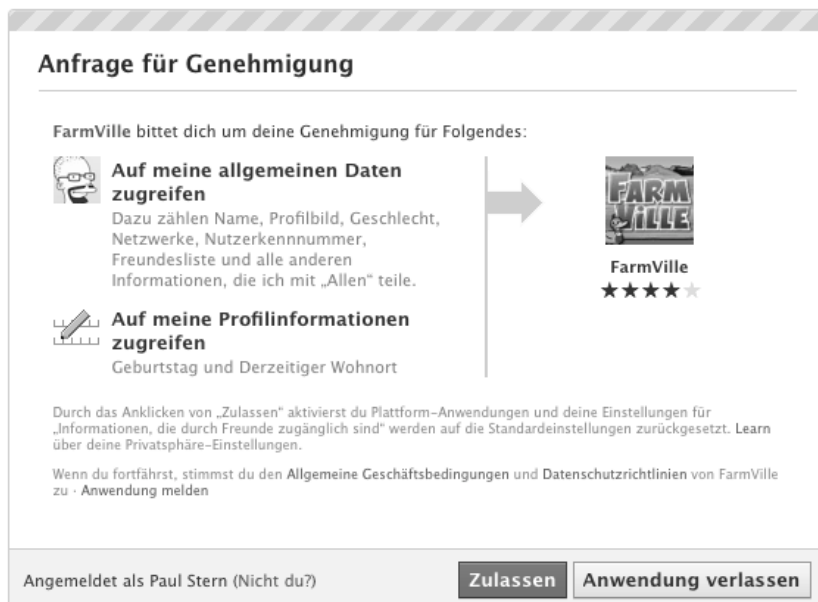 Anfrage für Genehmigung
FarmVille bittet dich um deine Genehmigung für Folgendes:
Auf meine allgemeinen Daten
zugreifen
Dazu zählen Name, Profilbild, Geschlecht,
Netzwerke, Nutzerkennnummer,
Freundesliste und alle anderen
Informationen, die ich mit „Allen“ teile.
FARM
VILLE
FarmVille
Auf meine Profilinformationen
zugreifen
Geburtstag und Derzeitiger Wohnort
Durch das Anklicken von „Zulassen“ aktivierst du Plattform-Anwendungen und deine Einstellungen für
„Informationen, die durch Freunde zugänglich sind“ werden auf die Standardeinstellungen zurückgesetzt. Learn
über deine Privatsphäre-Einstellungen.
Wenn du fortfährst, stimmst du den Allgemeine Geschäftsbedingungen und Datenschutzrichtlinien von FarmVille
zu · Anwendung melden
Angemeldet als Paul Stern (Nicht du?)
Zulassen
Anwendung verlassen